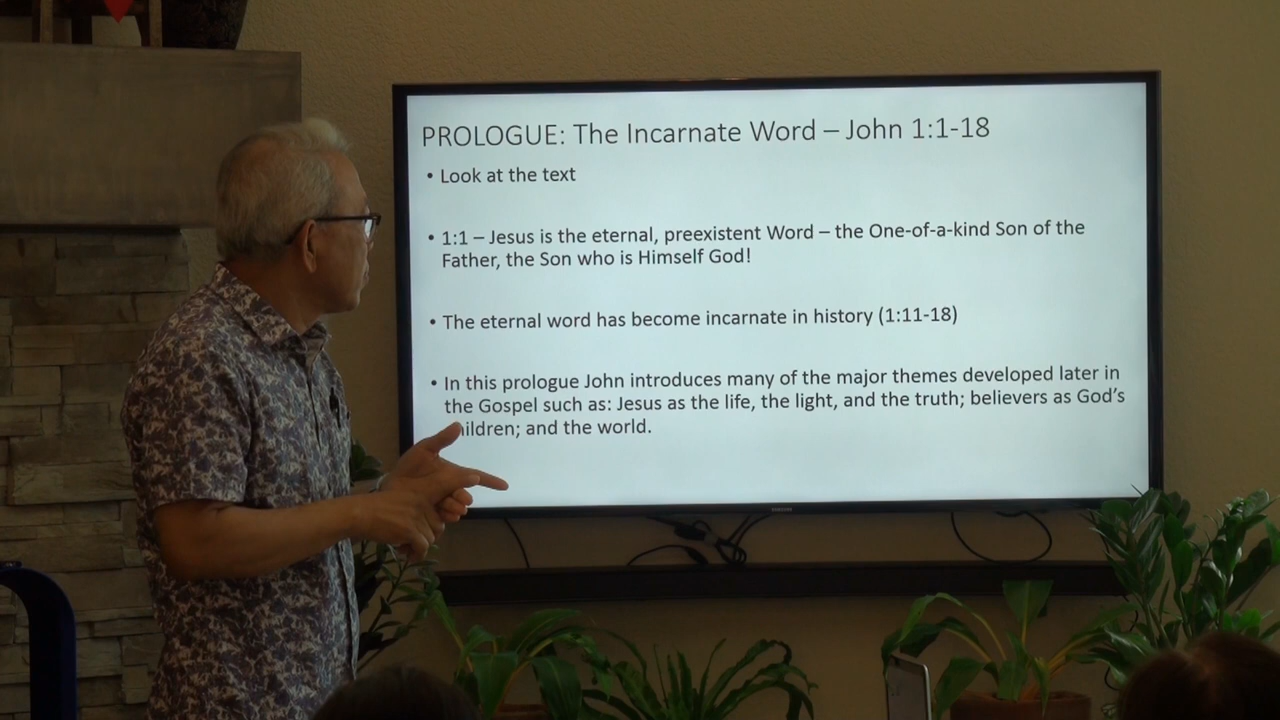 PROLOGUE: The Incarnate Word – John 1:1-18
• Look at the text
• 1:1 – Jesus is the eternal, preexistent Word – the One-of-a-kind Son of the
Father, the Son who is Himself God!
• The eternal word has become incarnate in history (1:11-18)
• In this prologue John introduces many of the major themes developed later in
the Gospel such as: Jesus as the life, the light, and the truth; believers as God’s
ildren; and the world.
SAMSUNG